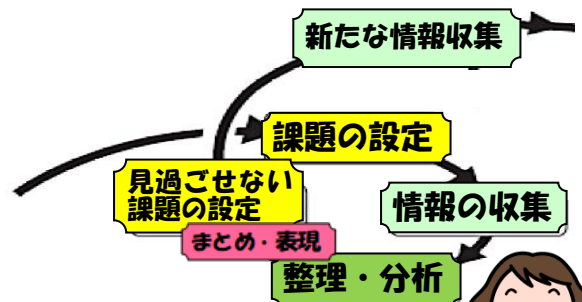 新たな情報収集
課題の設定
見過ごせない
課題の設定
情報の収集
まとめ・表現
整理・分析